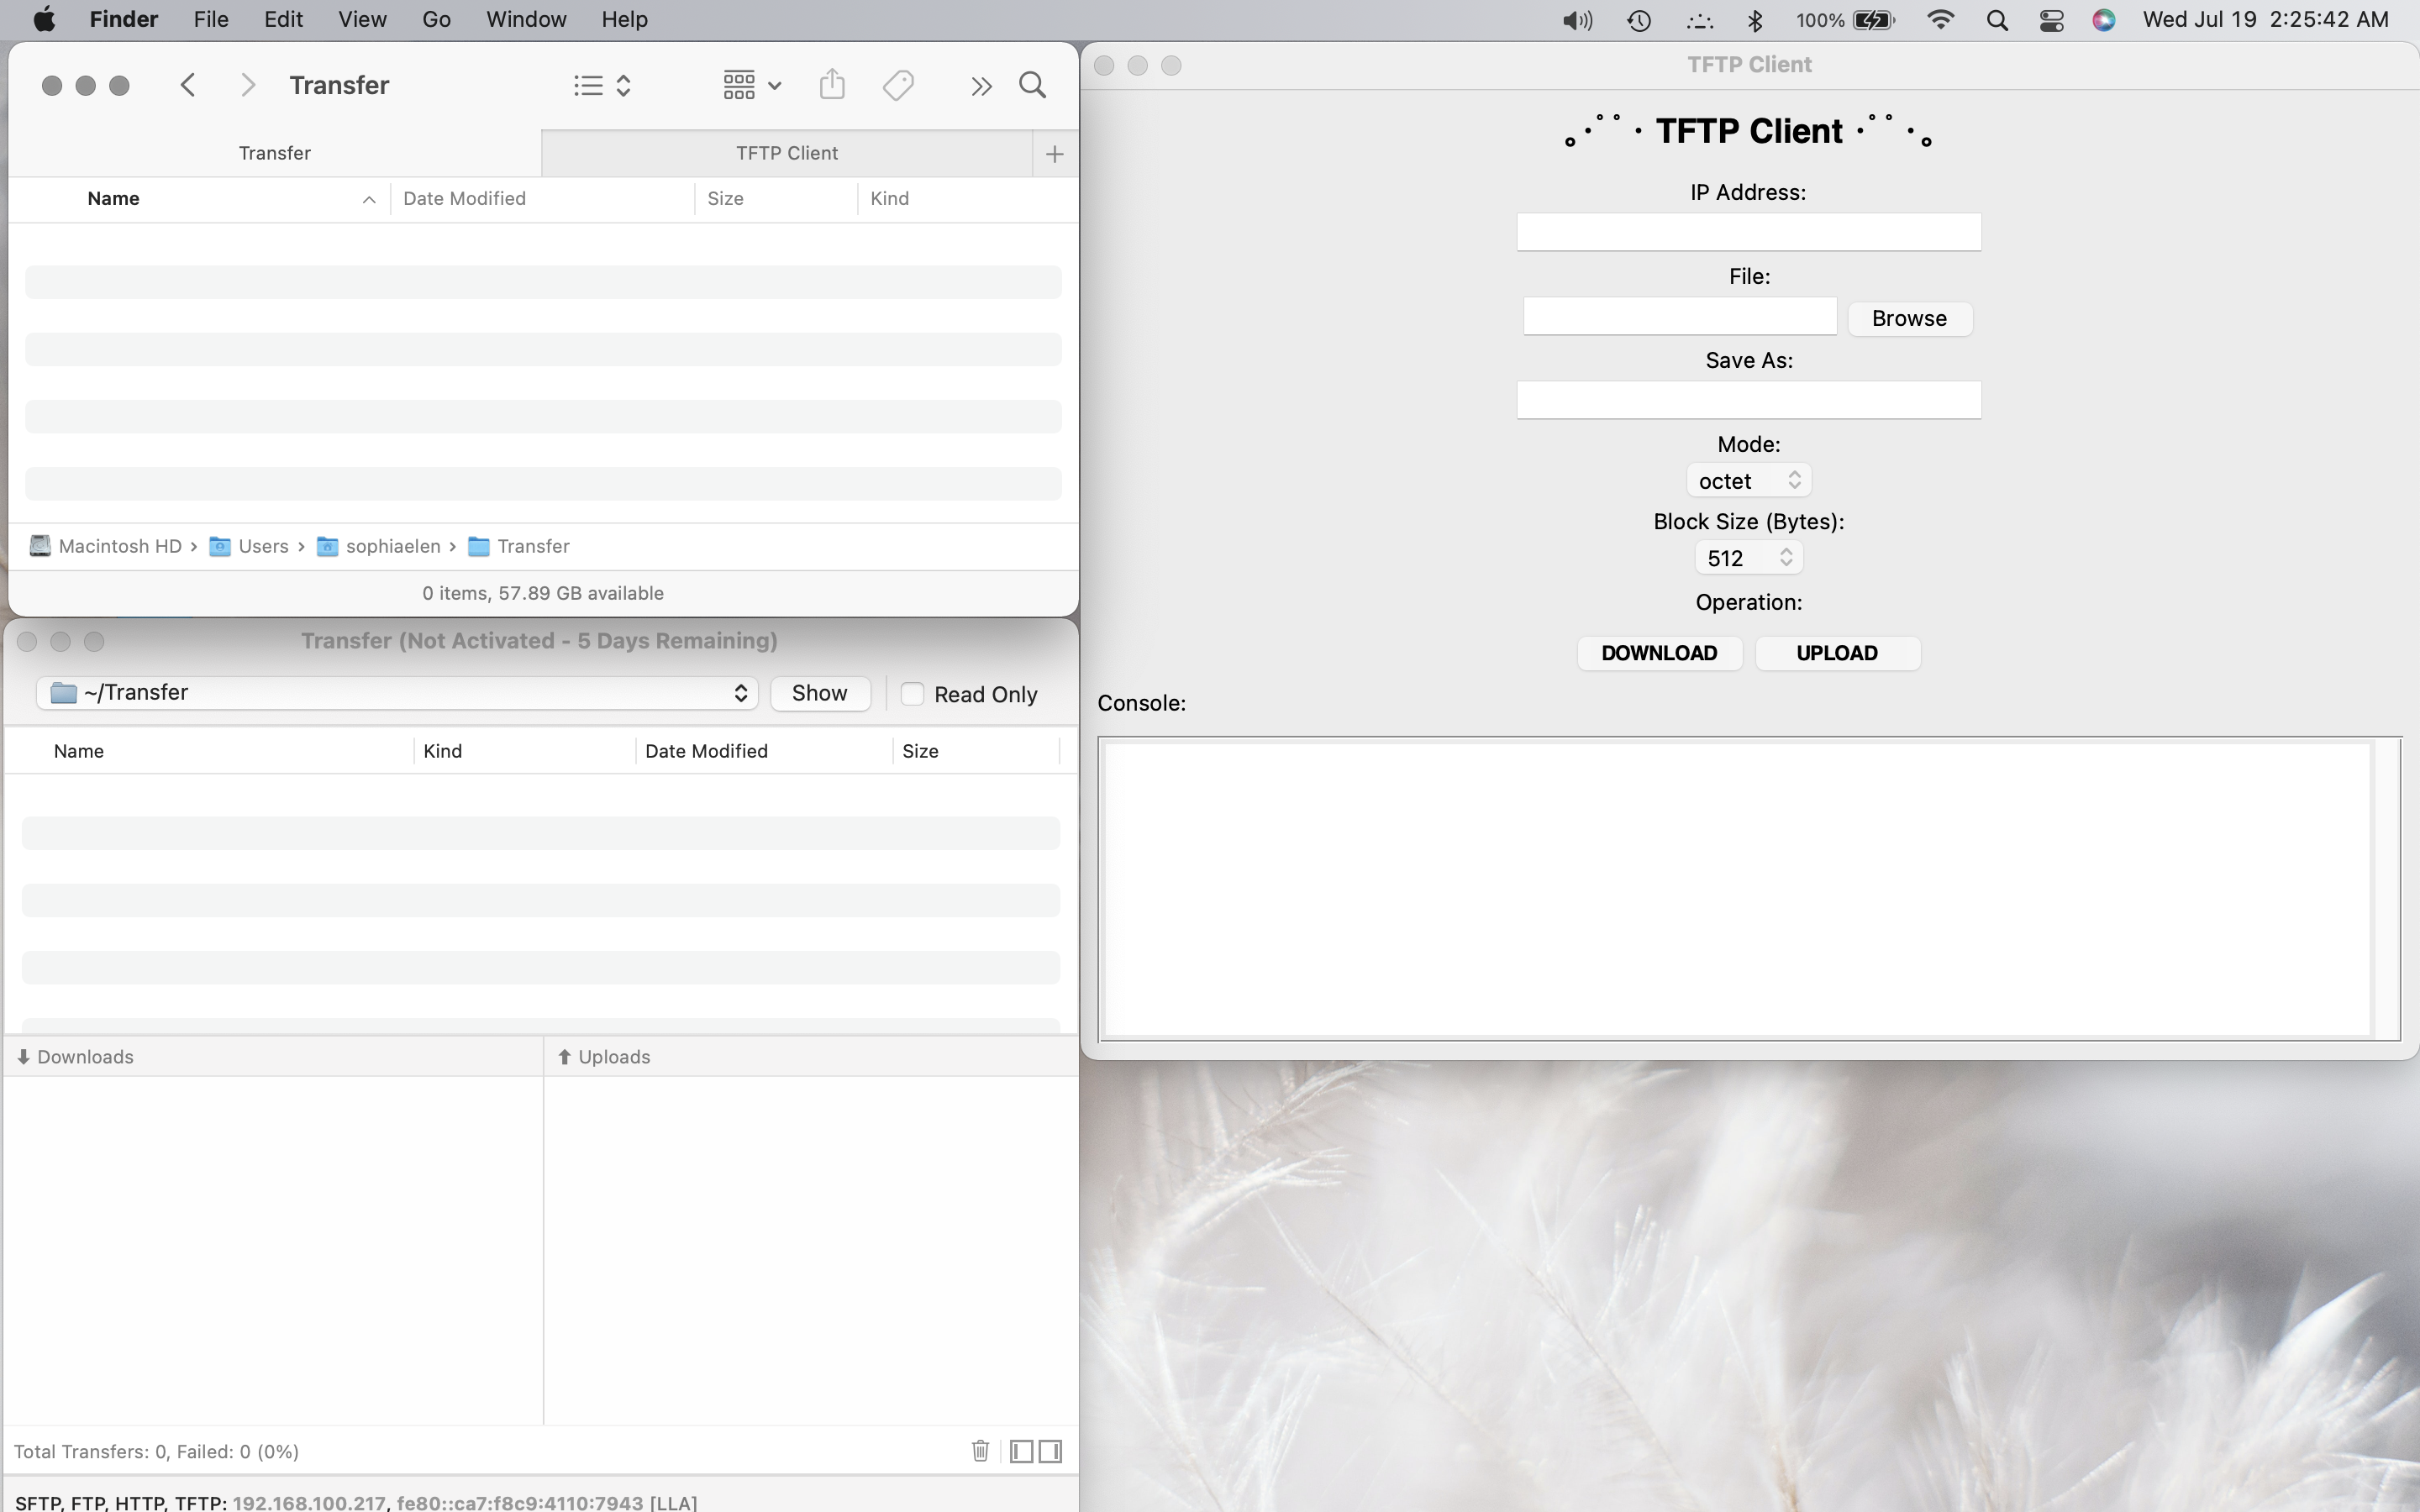 Finder File Edit View Go Window Help 100% Wed Jul 19 2:25:42 AM
Transfer
Transfer TFTP Client
Name Date Modified Size Kind
Macintosh HD › Users › sophiaelen › Transfer
0 items, 57.89 GB available
Transfer (Not Activated - 5 Days Remaining)
~/Transfer Show Read Only
Name Kind Date Modified Size
Downloads Uploads
Total Transfers: 0, Failed: 0 (0%)
SFTP, FTP, HTTP, TFTP: 192.168.100.217, fe80::ca7:f8c9:4110:7943 [LLA]
TFTP Client
｡･ﾟﾟ･ TFTP Client ･ﾟﾟ･｡
IP Address:
File:
Browse
Save As:
Mode:
octet
Block Size (Bytes):
512
Operation:
DOWNLOAD UPLOAD
Console: